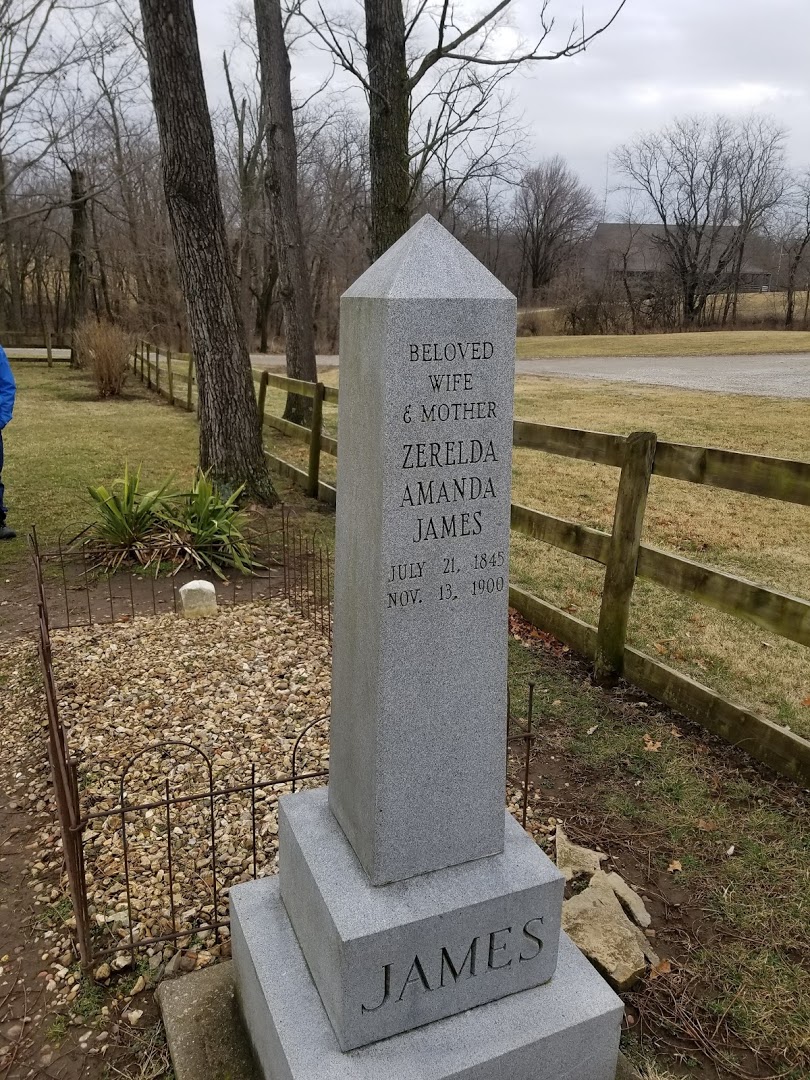 BELOVED
WIFE
& MOTHER
ZERELDA
AMANDA
JAMES
JULY 21, 1845
NOV. 13, 1900
JAMES